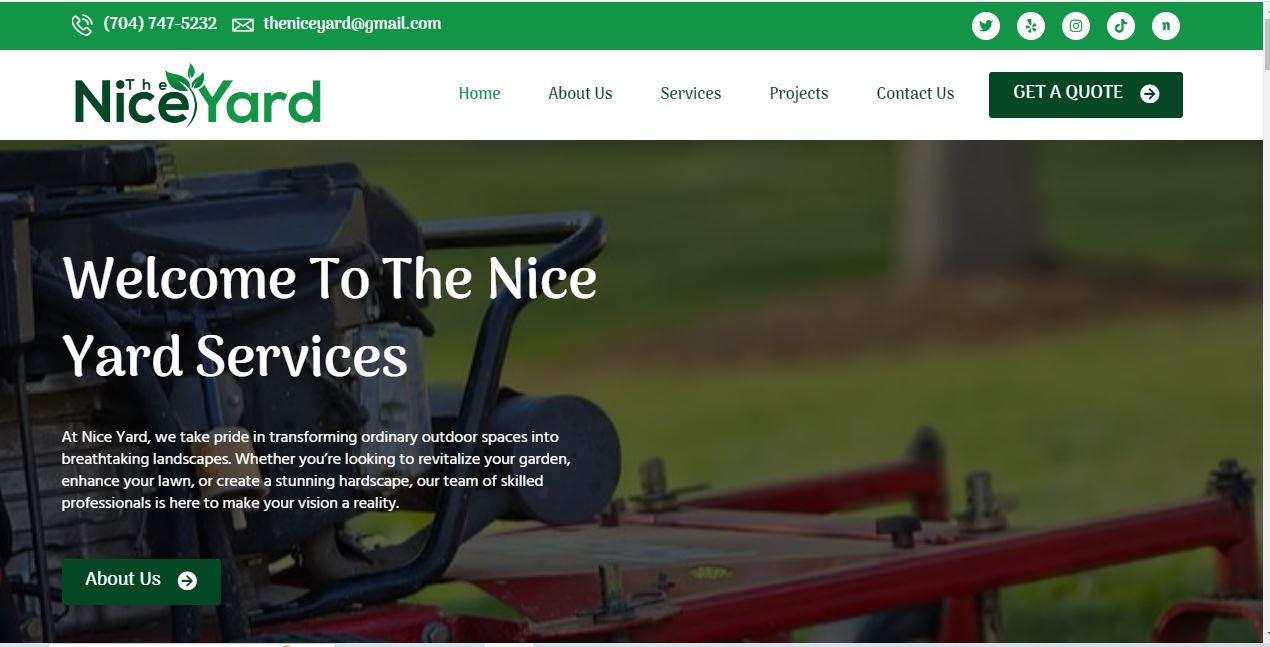 (704) 747-5232 theniceyard@gmail.com
n
The
Nice Yard
Home About Us Services Projects Contact Us GET A QUOTE
Welcome To The Nice
Yard Services
At Nice Yard, we take pride in transforming ordinary outdoor spaces into
breathtaking landscapes. Whether you’re looking to revitalize your garden,
enhance your lawn, or create a stunning hardscape, our team of skilled
professionals is here to make your vision a reality.
About Us